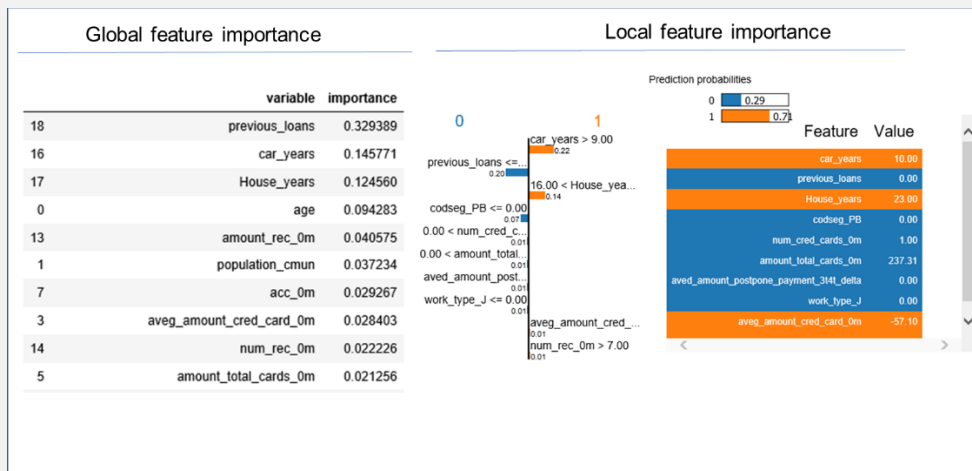 Global feature importance
variable importance
18 previous_loans 0.329389
16 car_years 0.145771
17 House_years 0.124560
0 age 0.094283
13 amount_rec_0m 0.040575
1 population_cmun 0.037234
7 acc_0m 0.029267
3 aveg_amount_cred_card_0m 0.028403
14 num_rec_0m 0.022226
5 amount_total_cards_0m 0.021256
Local feature importance
Prediction probabilities
0 0.29
1 0.71
0 1
car_years > 9.00
0.22
previous_loans <=...
0.20
16.00 < House_yea...
0.14
codseg_PB <= 0.00
0.07
0.00 < num_cred_c...
0.01
0.00 < amount_total...
0.01
aved_amount_post...
0.01
work_type_J <= 0.00
0.01
aveg_amount_cred_...
0.01
num_rec_0m > 7.00
0.01
Feature Value
car_years 10.00
previous_loans 0.00
House_years 23.00
codseg_PB 0.00
num_cred_cards_0m 1.00
amount_total_cards_0m 237.31
aved_amount_postpone_payment_3t4t_delta 0.00
work_type_J 0.00
aveg_amount_cred_card_0m -57.10